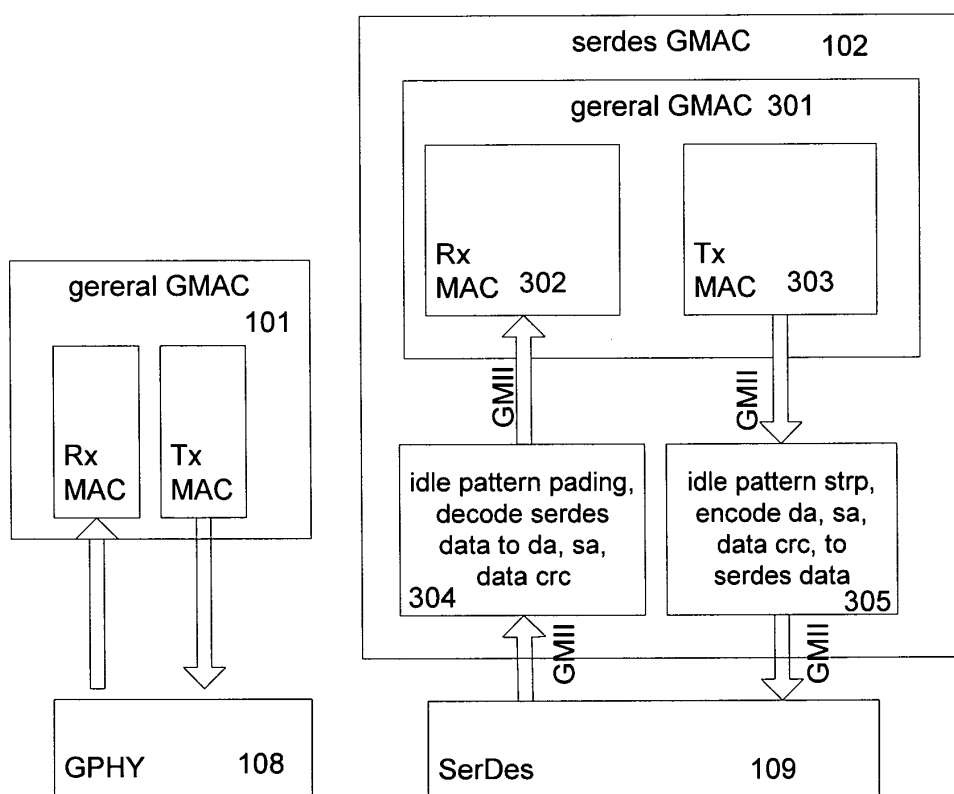 gereral GMAC
101
Rx
MAC
Tx
MAC
GPHY 108
serdes GMAC 102
gereral GMAC 301
Rx
MAC 302
Tx
MAC 303
GMII
GMII
idle pattern pading,
decode serdes
data to da, sa,
data crc
304
idle pattern strp,
encode da, sa,
data crc, to
serdes data
305
GMII
GMII
SerDes 109